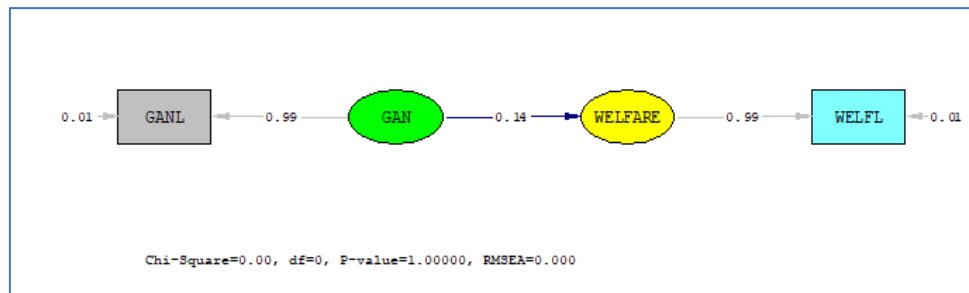 0.01 GANL 0.99 GAN 0.14 WELFARE 0.99 WELFL 0.01
Chi-Square=0.00, df=0, P-value=1.00000, RMSEA=0.000